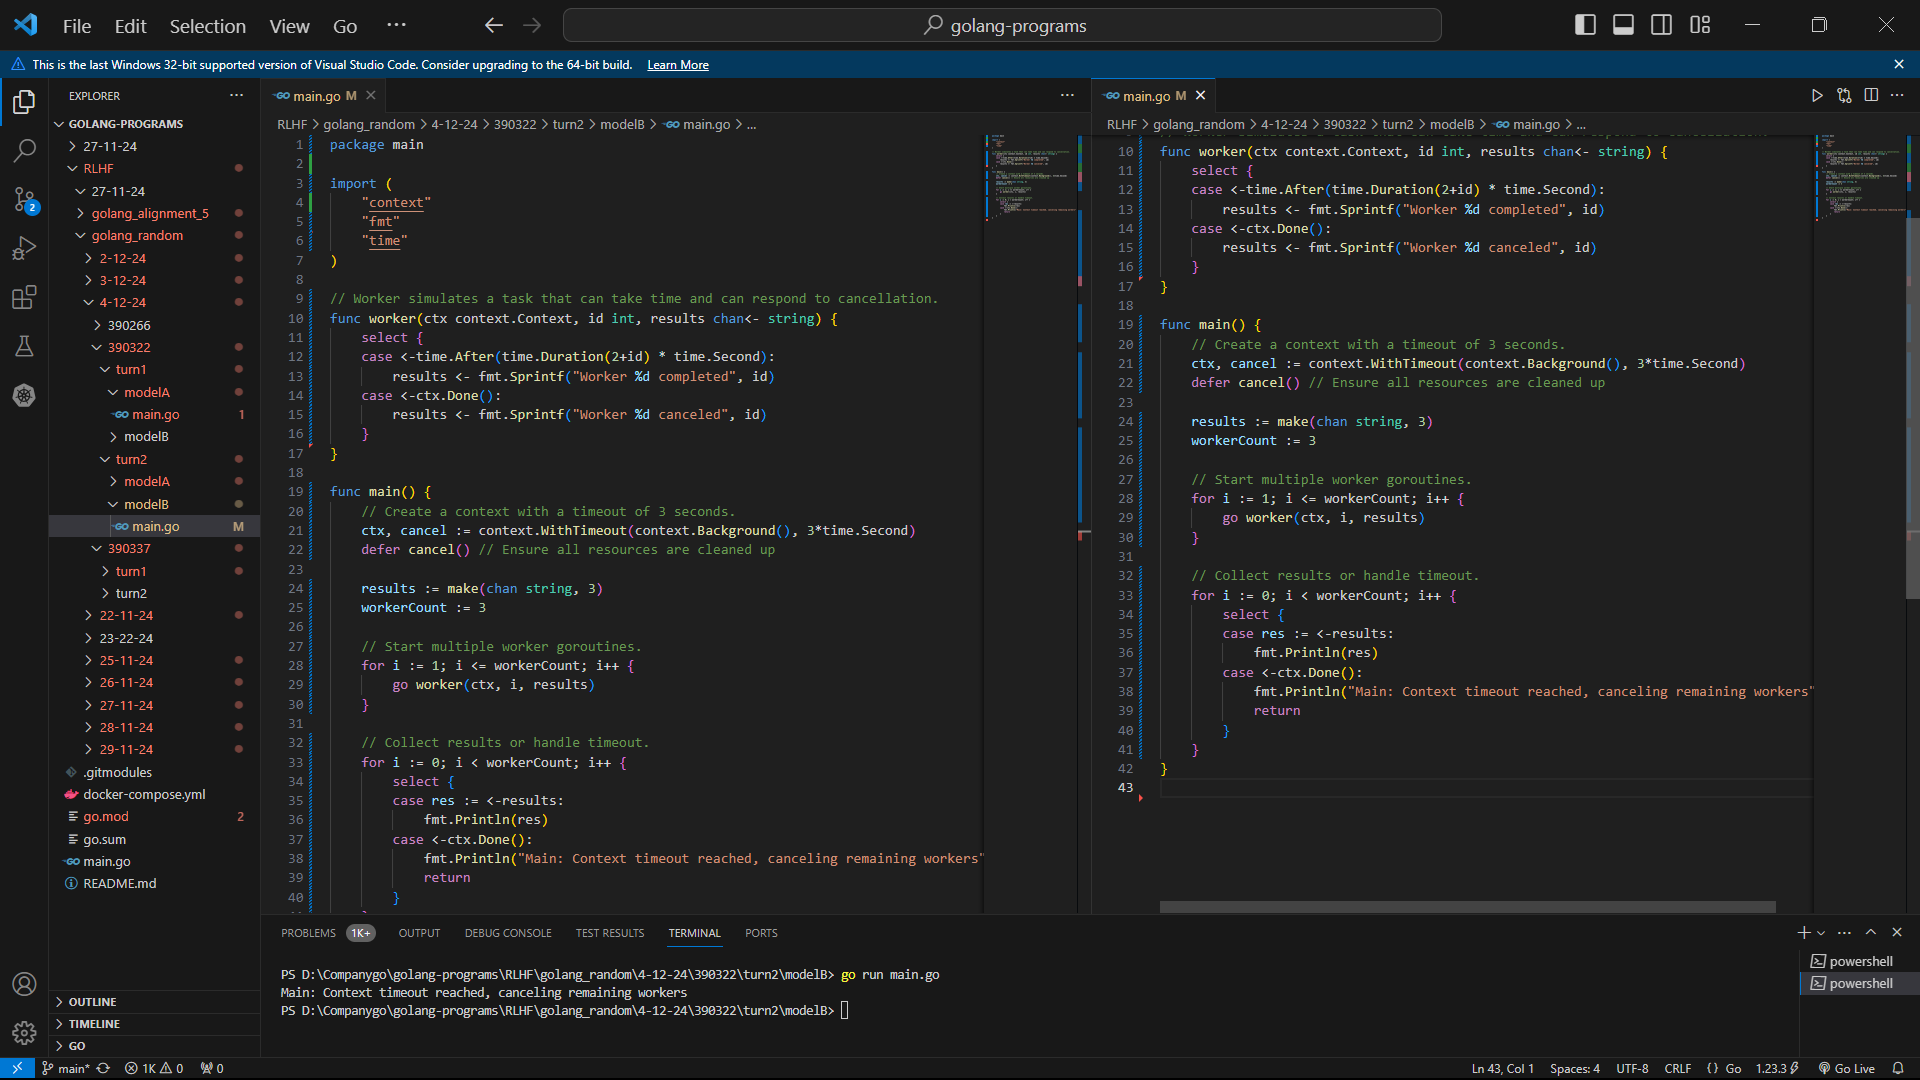 File Edit Selection View Go ··· golang-programs
This is the last Windows 32-bit supported version of Visual Studio Code. Consider upgrading to the 64-bit build. Learn More
EXPLORER
GOLANG-PROGRAMS
27-11-24
RLHF
27-11-24
golang_alignment_5
golang_random
2-12-24
3-12-24
4-12-24
390266
390322
turn1
modelA
main.go 1
modelB
turn2
modelA
modelB
main.go M
390337
turn1
turn2
22-11-24
23-22-24
25-11-24
26-11-24
27-11-24
28-11-24
29-11-24
.gitmodules
docker-compose.yml
go.mod 2
go.sum
main.go
README.md
OUTLINE
TIMELINE
GO
2
main.go M
RLHF > golang_random > 4-12-24 > 390322 > turn2 > modelB > main.go > ...
1 package main
2
3 import (
4 "context"
5 "fmt"
6 "time"
7 )
8
9 // Worker simulates a task that can take time and can respond to cancellation.
10 func worker(ctx context.Context, id int, results chan<- string) {
11 select {
12 case <-time.After(time.Duration(2+id) * time.Second):
13 results <- fmt.Sprintf("Worker %d completed", id)
14 case <-ctx.Done():
15 results <- fmt.Sprintf("Worker %d canceled", id)
16 }
17 }
18
19 func main() {
20 // Create a context with a timeout of 3 seconds.
21 ctx, cancel := context.WithTimeout(context.Background(), 3*time.Second)
22 defer cancel() // Ensure all resources are cleaned up
23
24 results := make(chan string, 3)
25 workerCount := 3
26
27 // Start multiple worker goroutines.
28 for i := 1; i <= workerCount; i++ {
29 go worker(ctx, i, results)
30 }
31
32 // Collect results or handle timeout.
33 for i := 0; i < workerCount; i++ {
34 select {
35 case res := <-results:
36 fmt.Println(res)
37 case <-ctx.Done():
38 fmt.Println("Main: Context timeout reached, canceling remaining workers"
39 return
40 }
main.go M
RLHF > golang_random > 4-12-24 > 390322 > turn2 > modelB > main.go > ...
10 func worker(ctx context.Context, id int, results chan<- string) {
11 select {
12 case <-time.After(time.Duration(2+id) * time.Second):
13 results <- fmt.Sprintf("Worker %d completed", id)
14 case <-ctx.Done():
15 results <- fmt.Sprintf("Worker %d canceled", id)
16 }
17 }
18
19 func main() {
20 // Create a context with a timeout of 3 seconds.
21 ctx, cancel := context.WithTimeout(context.Background(), 3*time.Second)
22 defer cancel() // Ensure all resources are cleaned up
23
24 results := make(chan string, 3)
25 workerCount := 3
26
27 // Start multiple worker goroutines.
28 for i := 1; i <= workerCount; i++ {
29 go worker(ctx, i, results)
30 }
31
32 // Collect results or handle timeout.
33 for i := 0; i < workerCount; i++ {
34 select {
35 case res := <-results:
36 fmt.Println(res)
37 case <-ctx.Done():
38 fmt.Println("Main: Context timeout reached, canceling remaining workers"
39 return
40 }
41 }
42 }
43
PROBLEMS 1K+ OUTPUT DEBUG CONSOLE TEST RESULTS TERMINAL PORTS
PS D:\Companygo\golang-programs\RLHF\golang_random\4-12-24\390322\turn2\modelB> go run main.go
Main: Context timeout reached, canceling remaining workers
PS D:\Companygo\golang-programs\RLHF\golang_random\4-12-24\390322\turn2\modelB>
powershell
powershell
main* 1K 0 0 Ln 43, Col 1 Spaces: 4 UTF-8 CRLF {} Go 1.23.3 Go Live